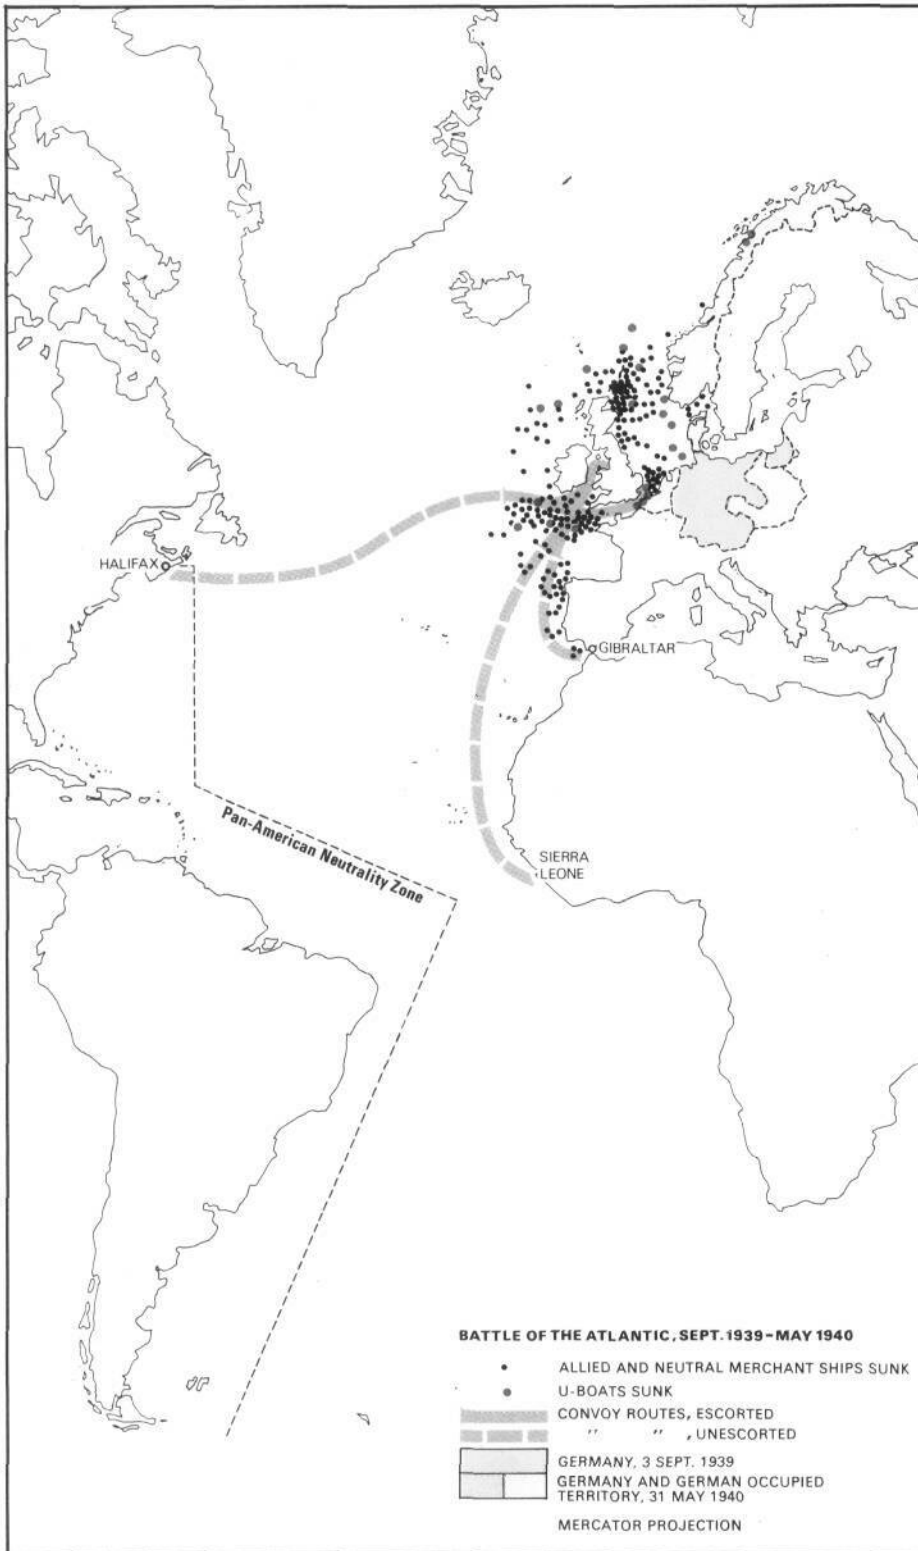 HALIFAX
GIBRALTAR
Pan-American Neutrality Zone
SIERRA
LEONE
BATTLE OF THE ATLANTIC, SEPT. 1939–MAY 1940
ALLIED AND NEUTRAL MERCHANT SHIPS SUNK
U-BOATS SUNK
CONVOY ROUTES, ESCORTED
" " , UNESCORTED
GERMANY, 3 SEPT. 1939
GERMANY AND GERMAN OCCUPIED
TERRITORY, 31 MAY 1940
MERCATOR PROJECTION